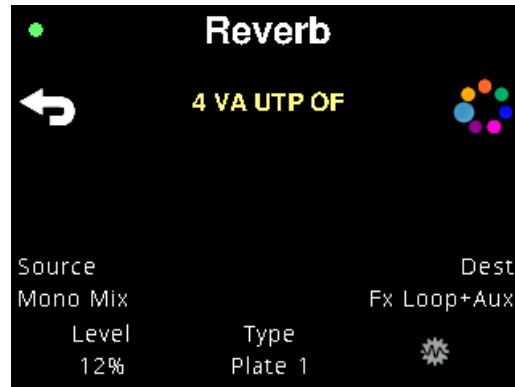 Reverb
4 VA UTP OF
Source
Dest
Mono Mix
Fx Loop+Aux
Level
Type
12%
Plate 1